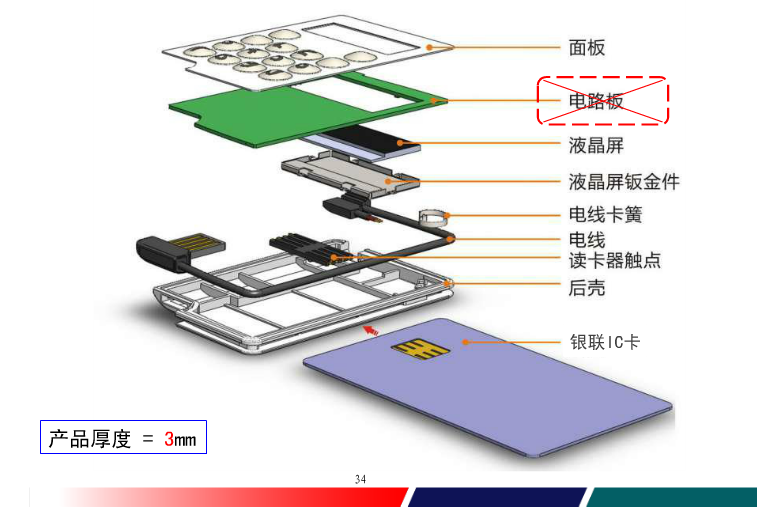 面板
电路板
液晶屏
液晶屏钣金件
电线卡簧
电线
读卡器触点
后壳
银联IC卡
产品厚度 = 3mm
34